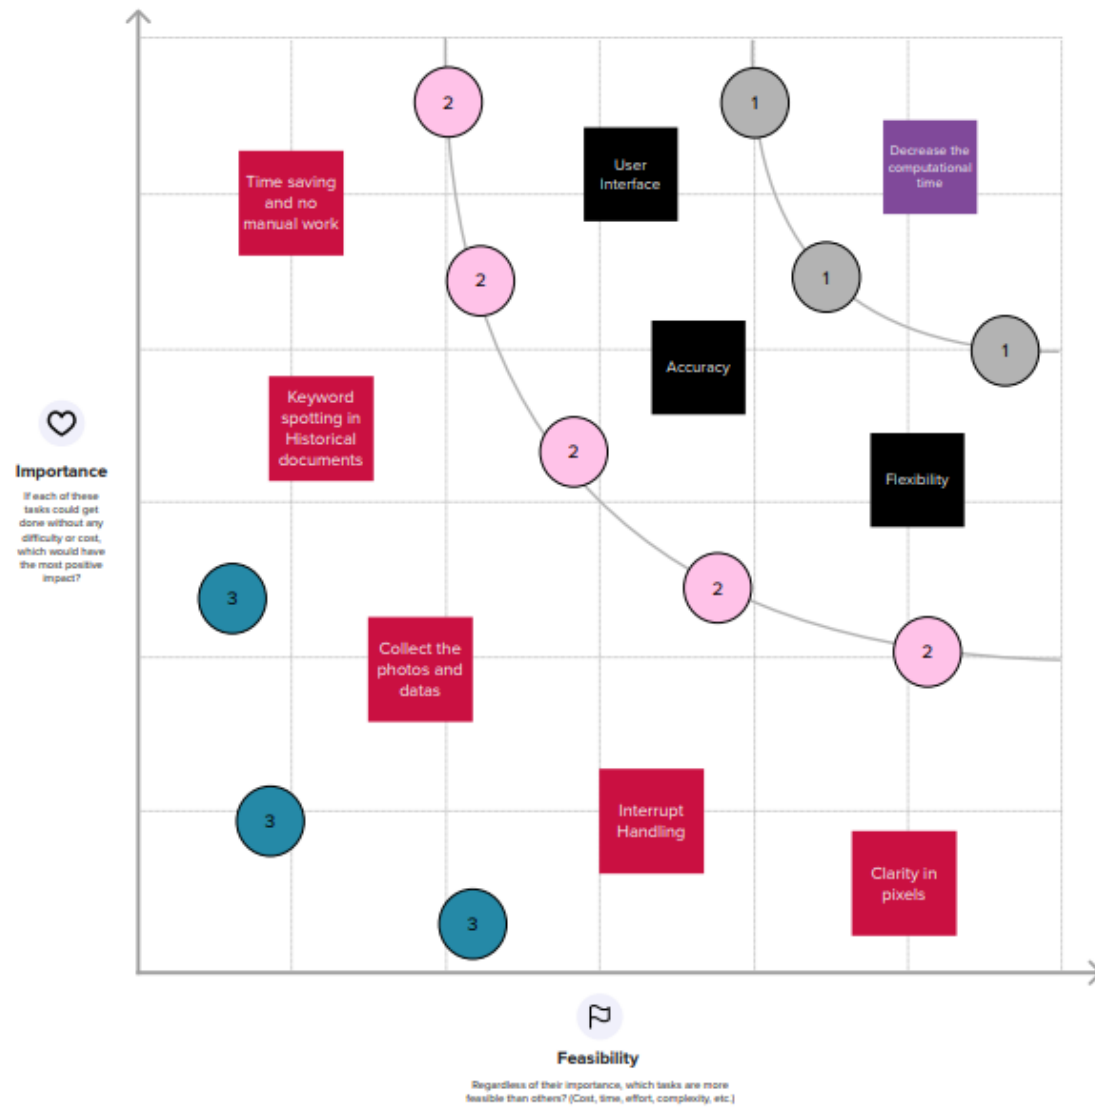 2
1
User
Interface
Decrease the
computational
time
Time saving
and no
manual work
2
1
1
Accuracy
Keyword
spotting in
Historical
documents
2
Flexibility
Importance
If each of these
tasks could get
done without any
difficulty or cost,
which would have
the most positive
impact?
3
2
Collect the
photos and
datas
2
3
Interrupt
Handling
Clarity in
pixels
3
Feasibility
Regardless of their importance, which tasks are more
feasible than others? (Cost, time, effort, complexity, etc.)